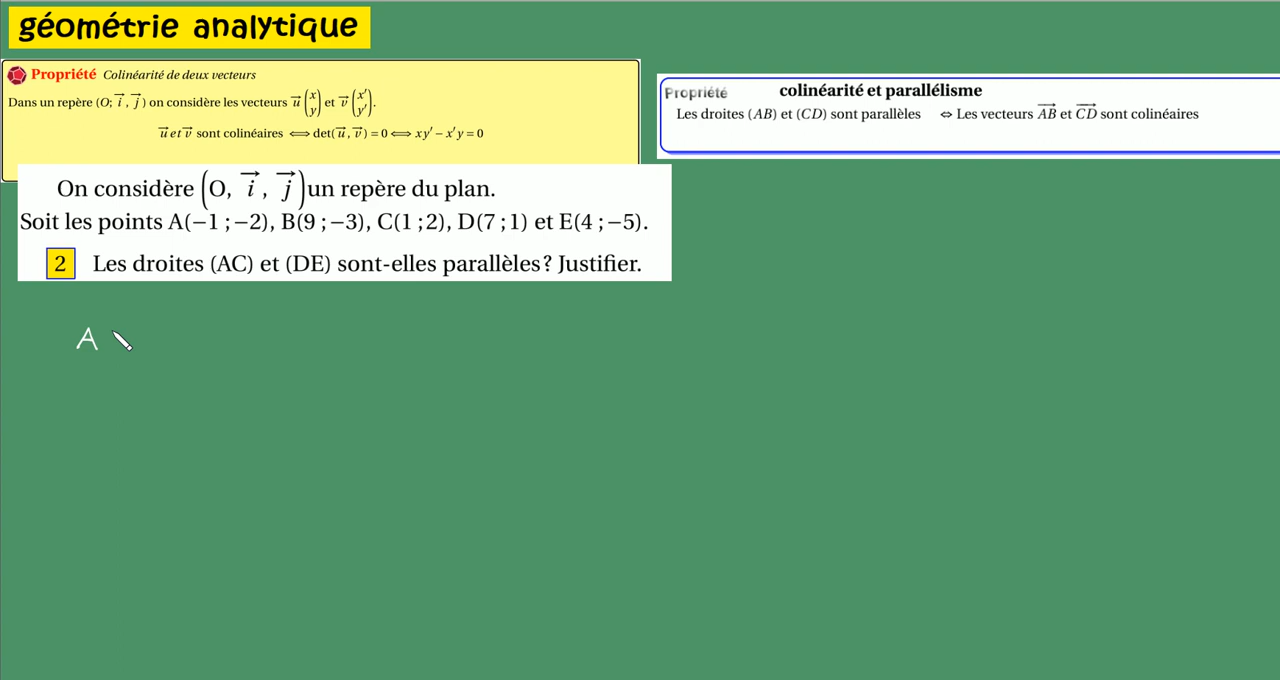 géométrie analytique
Propriété Colinéarité de deux vecteurs
Dans un repère (O; i⃗, j⃗) on considère les vecteurs u⃗ (x y) et v⃗ (x′ y′).
u⃗ et v⃗ sont colinéaires ⟺ det(u⃗, v⃗) = 0 ⟺ xy′ − x′y = 0
Propriété colinéarité et parallélisme
Les droites (AB) et (CD) sont parallèles ⇔ Les vecteurs AB⃗ et CD⃗ sont colinéaires
On considère (O, i⃗, j⃗) un repère du plan.
Soit les points A(−1 ; −2), B(9 ; −3), C(1 ; 2), D(7 ; 1) et E(4 ; −5).
2 Les droites (AC) et (DE) sont-elles parallèles ? Justifier.
A